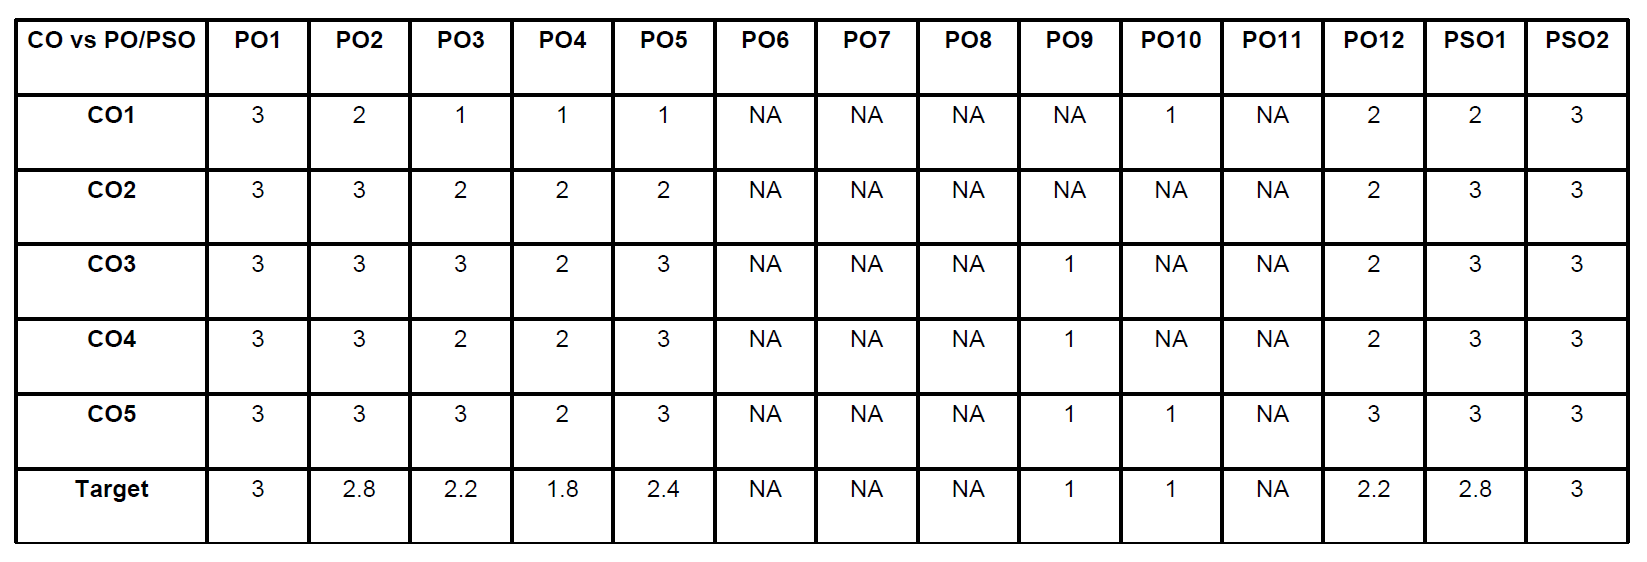 CO vs PO/PSO PO1 PO2 PO3 PO4 PO5 PO6 PO7 PO8 PO9 PO10 PO11 PO12 PSO1 PSO2
CO1 3 2 1 1 1 NA NA NA NA 1 NA 2 2 3
CO2 3 3 2 2 2 NA NA NA NA NA NA 2 3 3
CO3 3 3 3 2 3 NA NA NA 1 NA NA 2 3 3
CO4 3 3 2 2 3 NA NA NA 1 NA NA 2 3 3
CO5 3 3 3 2 3 NA NA NA 1 1 NA 3 3 3
Target 3 2.8 2.2 1.8 2.4 NA NA NA 1 1 NA 2.2 2.8 3